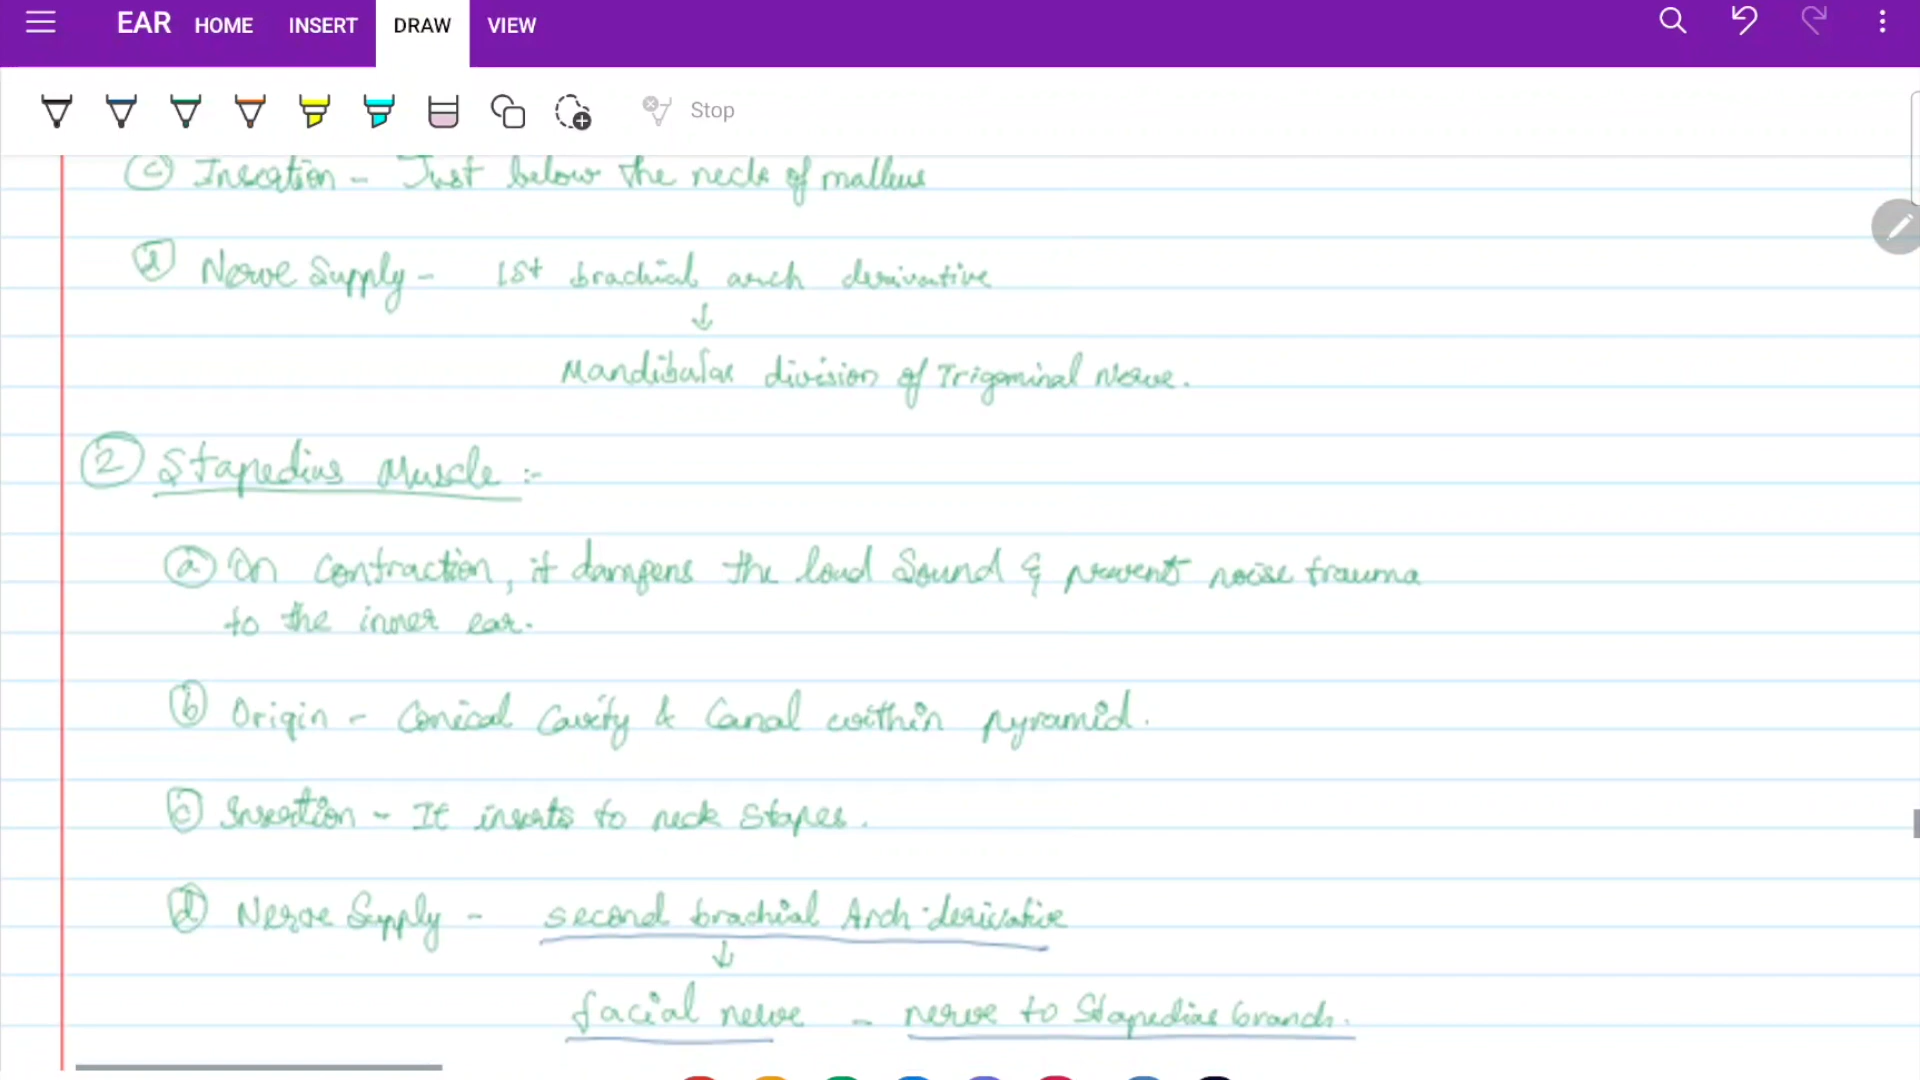 EAR HOME INSERT DRAW VIEW
Stop
c Insertion - Just below the neck of malleus
d Nerve Supply - 1st brachial arch derivative
↓
Mandibular division of Trigeminal Nerve.
2 Stapedius Muscle :-
a On Contraction, it dampens the loud Sound & prevent noise trauma
to the inner ear.
b Origin - Conical Cavity & Canal within pyramid.
c Insertion - It inserts to neck Stapes.
d Nerve Supply - second brachial Arch derivative
↓
facial nerve - nerve to Stapedius branch.